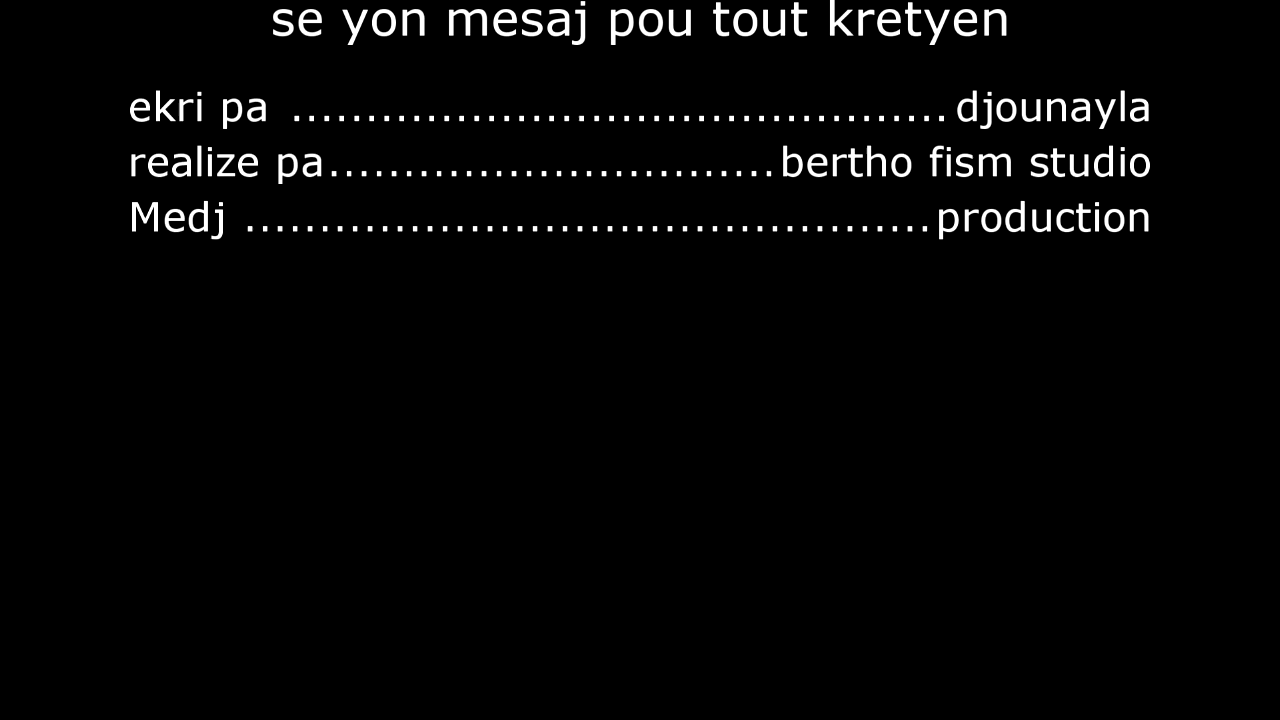 se yon mesaj pou tout kretyen
ekri pa ............................................ djounayla
realize pa.............................. bertho fism studio
Medj .............................................. production